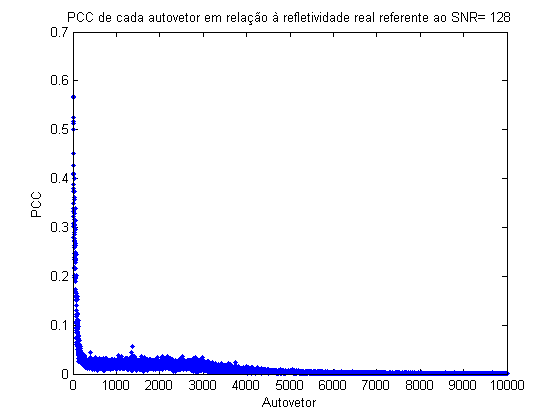 PCC de cada autovetor em relação à refletividade real referente ao SNR= 128
0.7
0.6
0.5
0.4
0.3
0.2
0.1
0
PCC
0 1000 2000 3000 4000 5000 6000 7000 8000 9000 10000
Autovetor